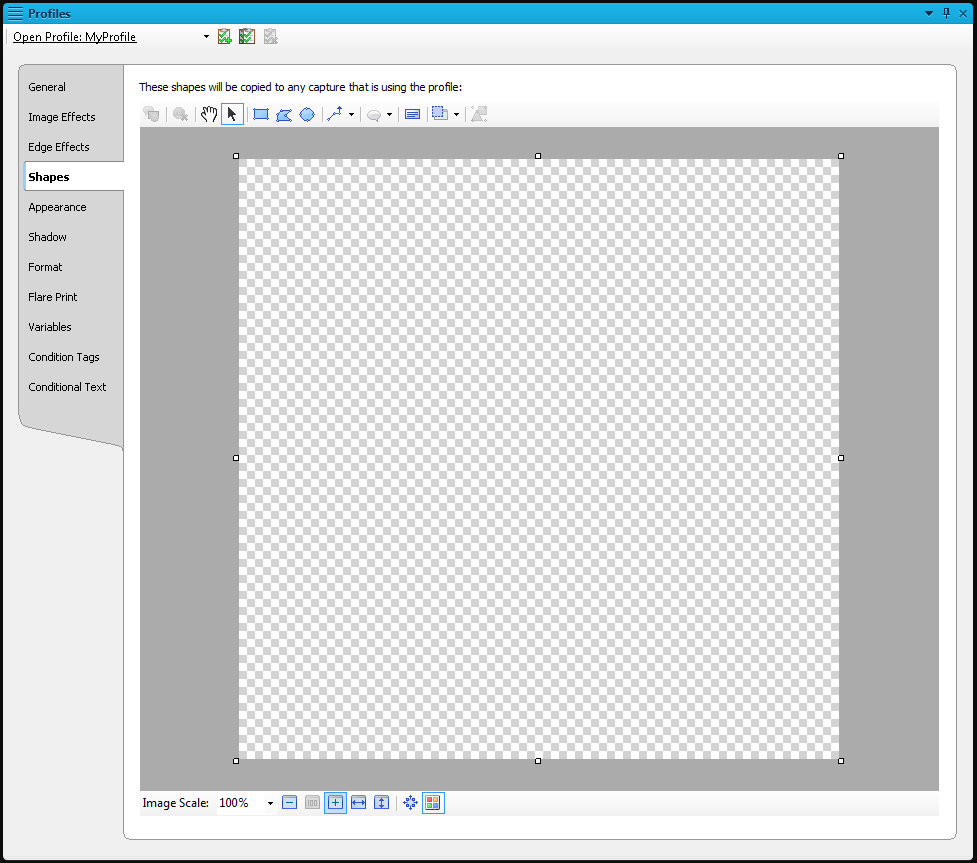 Profiles
Open Profile: MyProfile
General
Image Effects
Edge Effects
Shapes
Appearance
Shadow
Format
Flare Print
Variables
Condition Tags
Conditional Text
These shapes will be copied to any capture that is using the profile:
Image Scale: 100%